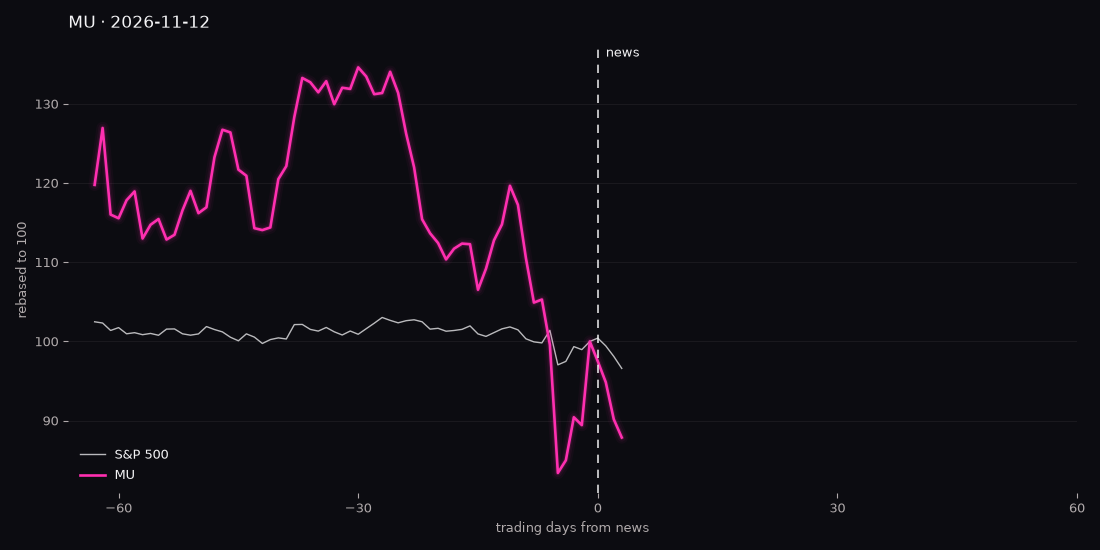 MU · 2026-11-12
news
rebased to 100
130
120
110
100
90
S&P 500
MU
−60
−30
0
30
60
trading days from news